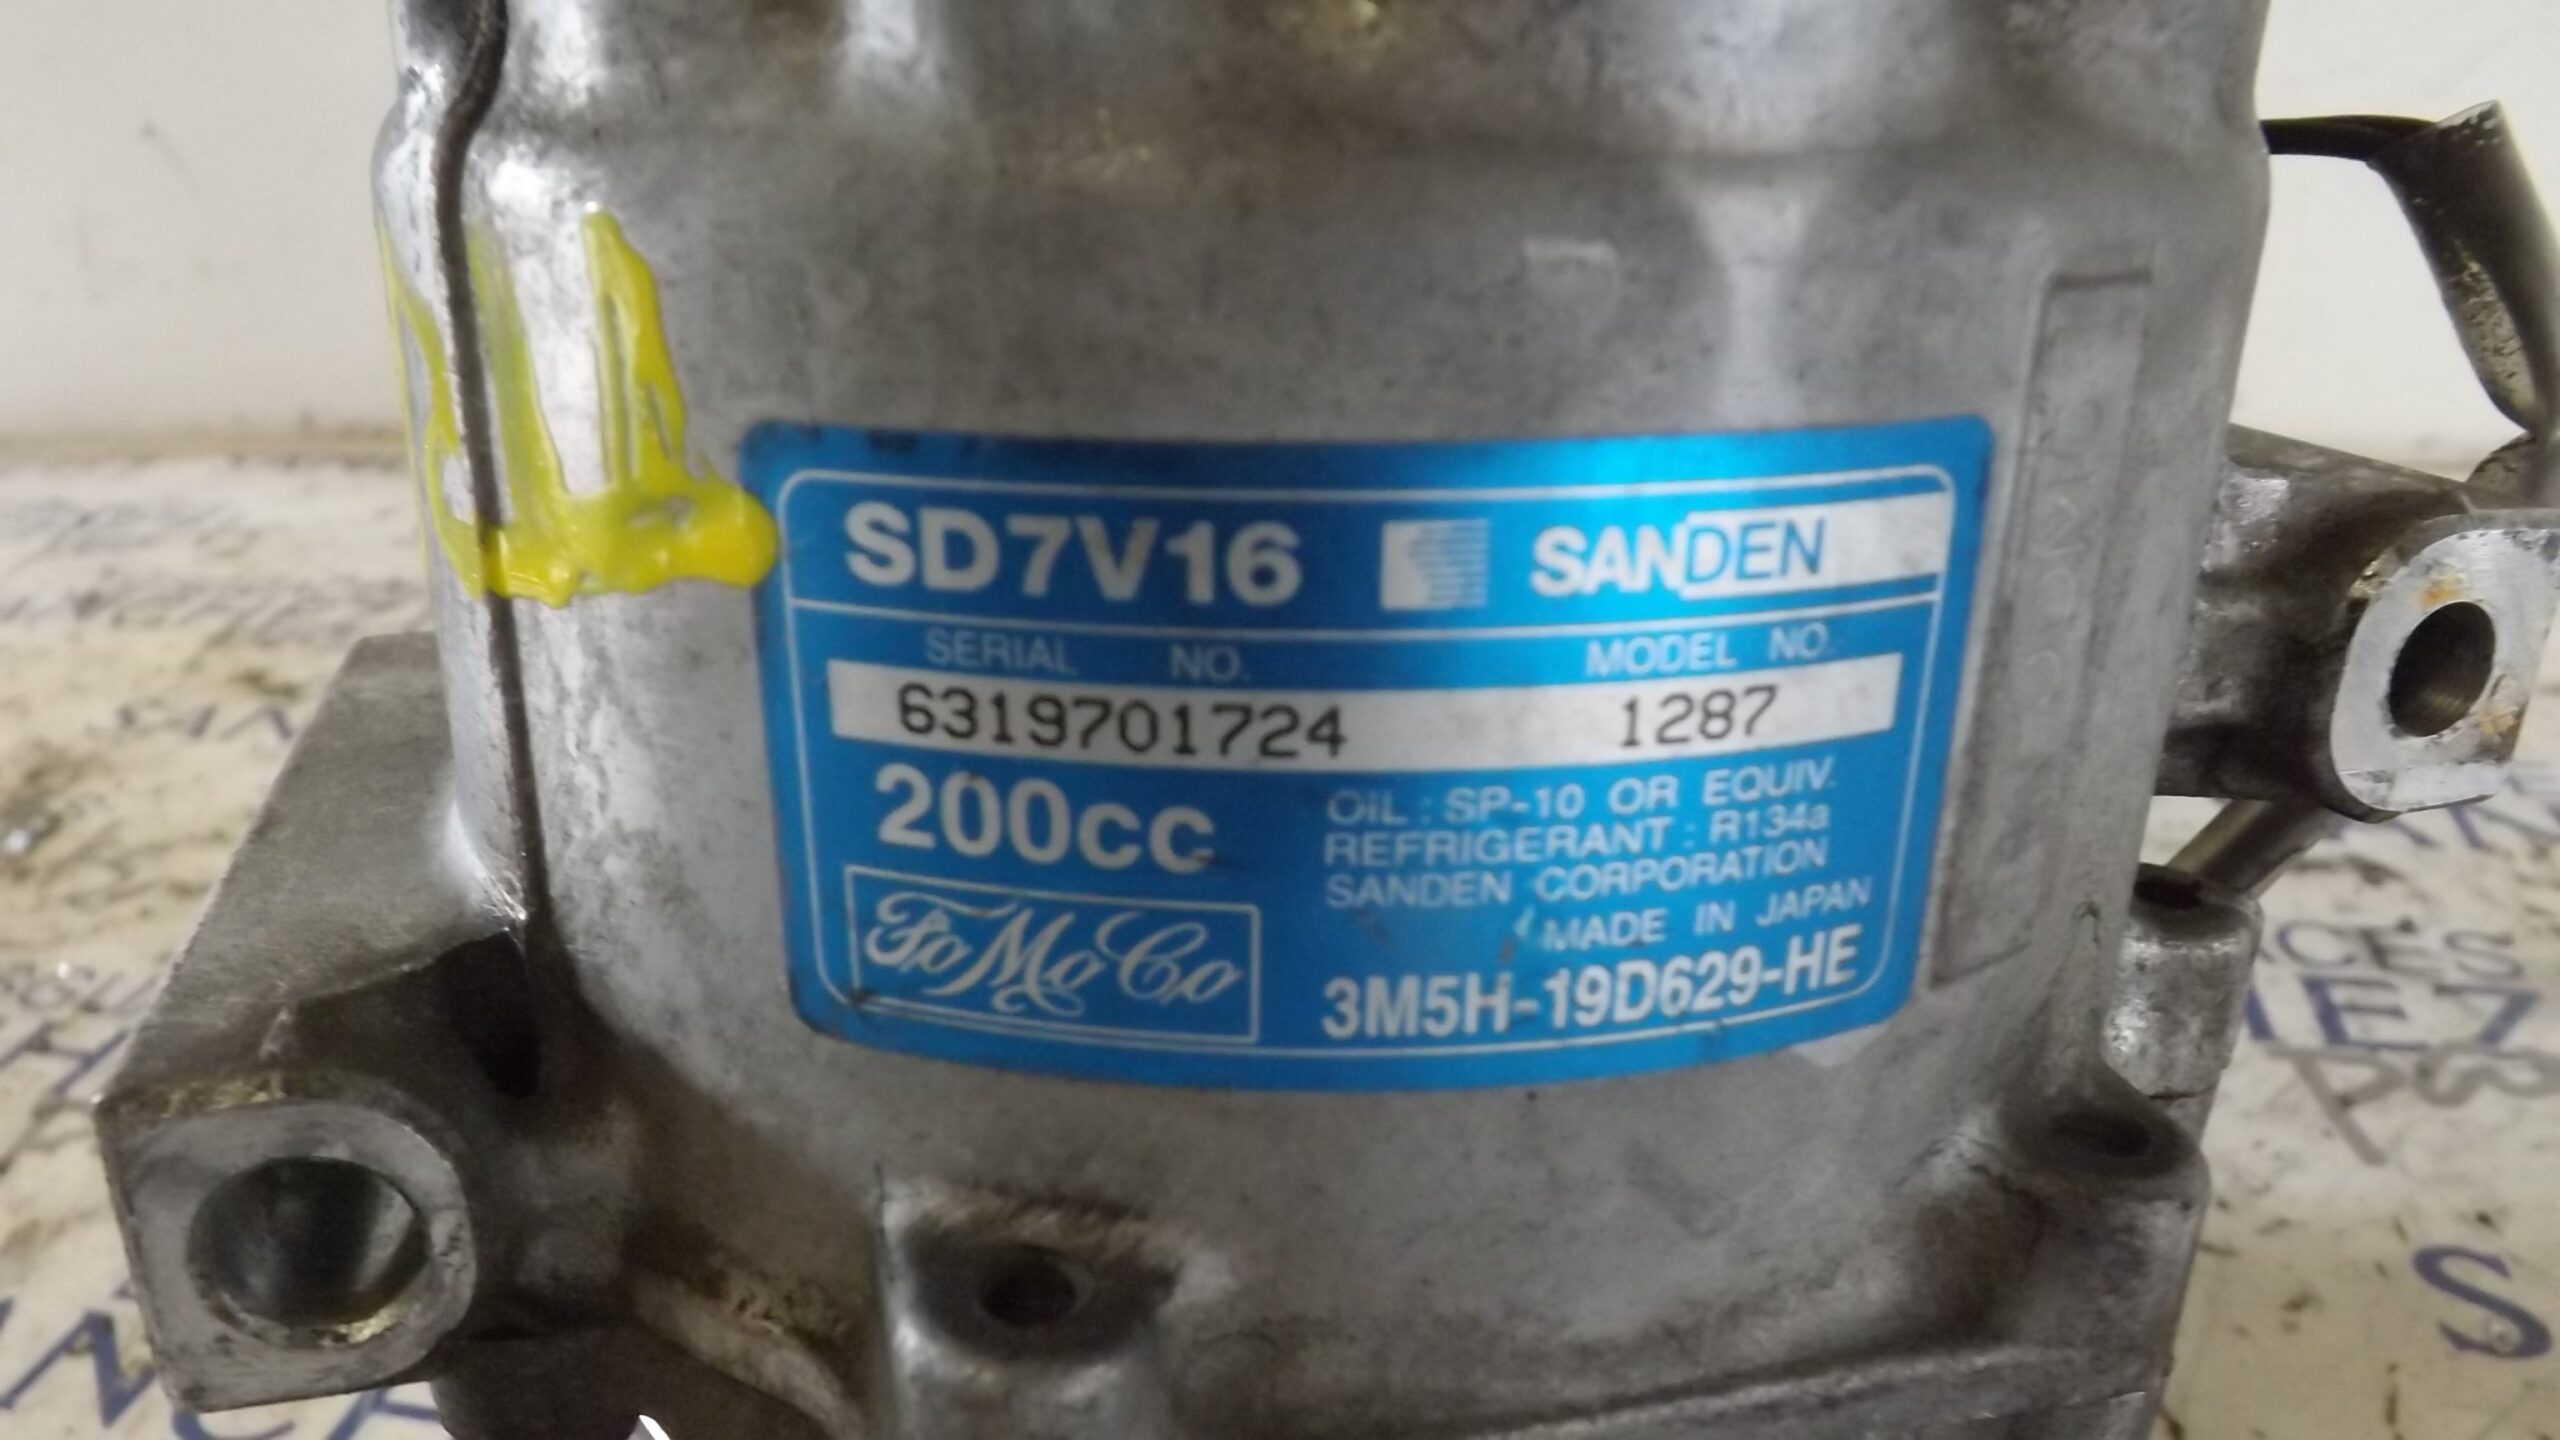 SD7V16 SANDEN
SERIAL NO. MODEL NO.
6319701724 1287
200cc
OIL : SP-10 OR EQUIV.
REFRIGERANT : R134a
SANDEN CORPORATION
MADE IN JAPAN
FoMoCo 3M5H-19D629-HE